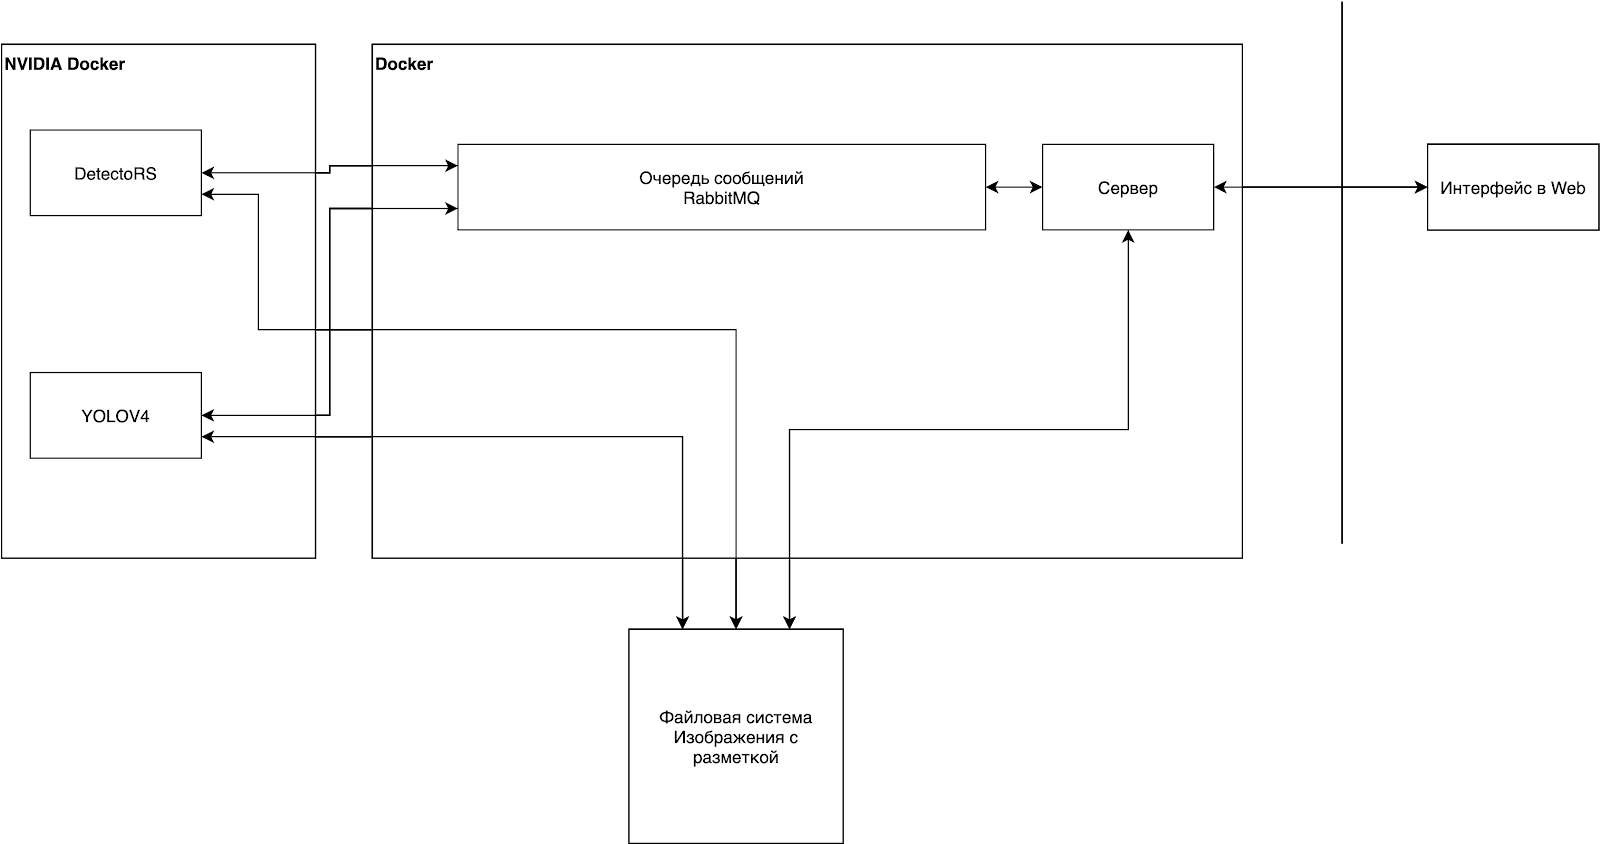 NVIDIA Docker
Docker
DetectoRS
Очередь сообщений
RabbitMQ
Сервер
Интерфейс в Web
YOLOV4
Файловая система
Изображения с
разметкой